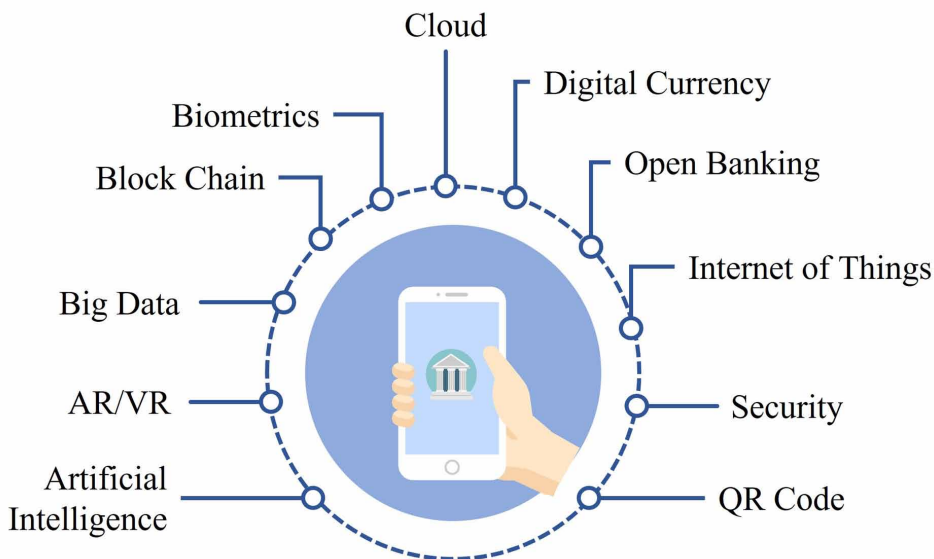 Cloud
Digital Currency
Biometrics
Open Banking
Block Chain
Internet of Things
Big Data
AR/VR
Security
Artificial
Intelligence
QR Code